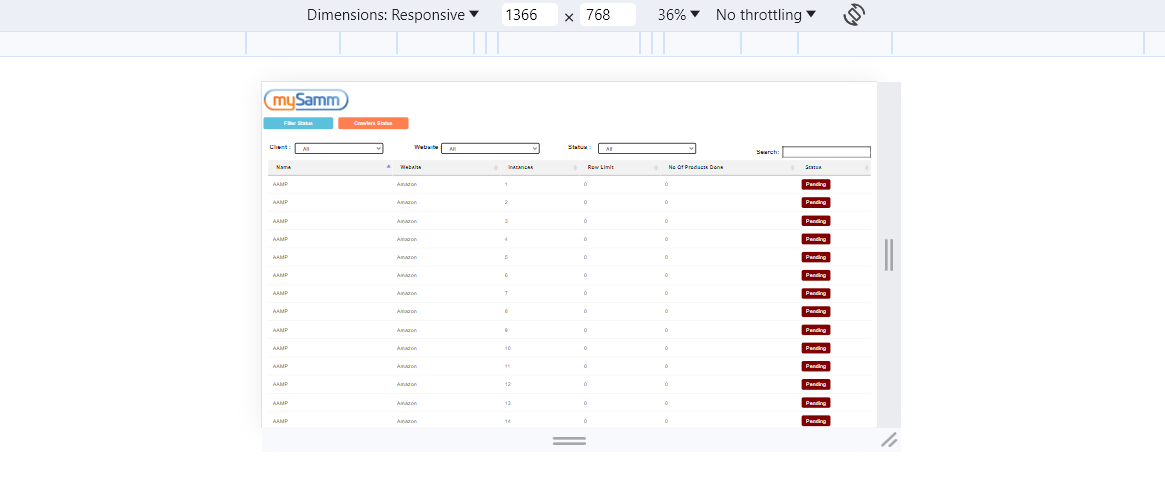 Dimensions: Responsive ▼ 1366 × 768 36% ▼ No throttling ▼
mySamm
Filter Status Crawlers Status
Client : All Website All Status : All Search:
Name Website Instances Row Limit No Of Products Done Status
AAMP Amazon 1 0 0 Pending
AAMP Amazon 2 0 0 Pending
AAMP Amazon 3 0 0 Pending
AAMP Amazon 4 0 0 Pending
AAMP Amazon 5 0 0 Pending
AAMP Amazon 6 0 0 Pending
AAMP Amazon 7 0 0 Pending
AAMP Amazon 8 0 0 Pending
AAMP Amazon 9 0 0 Pending
AAMP Amazon 10 0 0 Pending
AAMP Amazon 11 0 0 Pending
AAMP Amazon 12 0 0 Pending
AAMP Amazon 13 0 0 Pending
AAMP Amazon 14 0 0 Pending